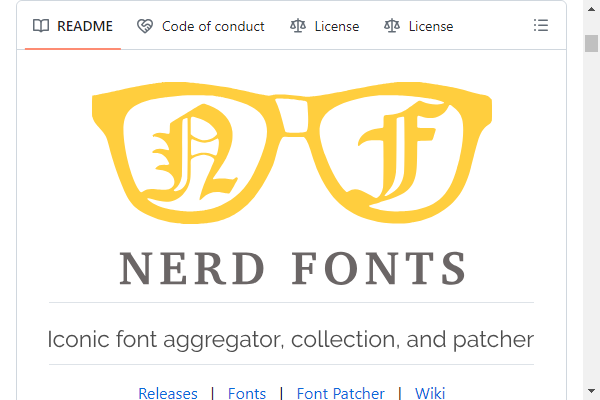 README Code of conduct License License
N F
NERD FONTS
Iconic font aggregator, collection, and patcher
Releases | Fonts | Font Patcher | Wiki